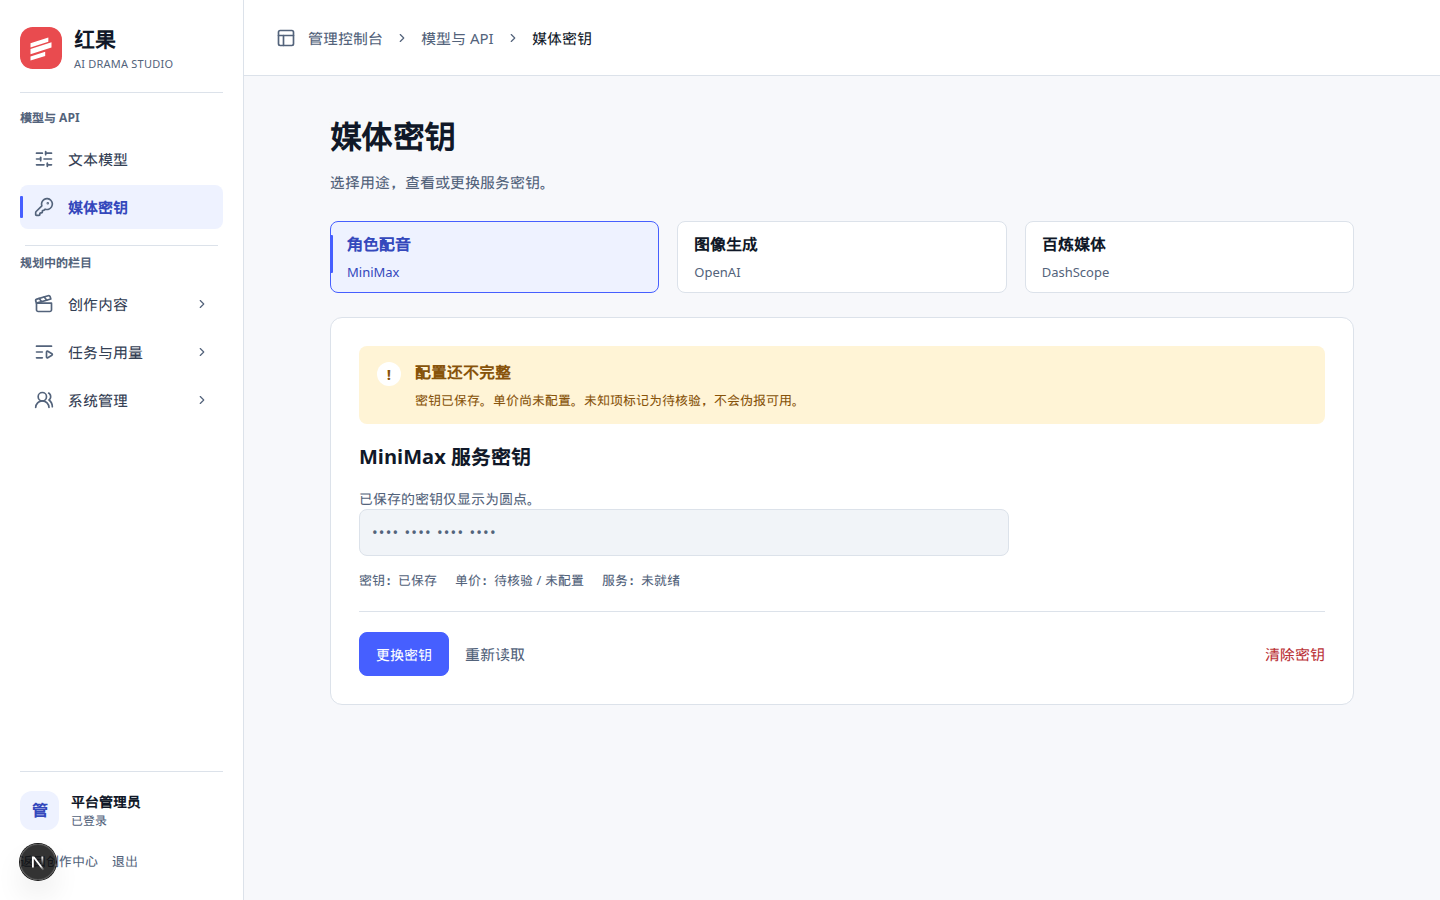 红果
AI DRAMA STUDIO
模型与 API
文本模型
媒体密钥
规划中的栏目
创作内容
任务与用量
系统管理
管
平台管理员
已登录
作中心 退出
管理控制台 > 模型与 API > 媒体密钥
媒体密钥
选择用途，查看或更换服务密钥。
角色配音
MiniMax
图像生成
OpenAI
百炼媒体
DashScope
! 配置还不完整
密钥已保存。单价尚未配置。未知项标记为待核验，不会伪报可用。
MiniMax 服务密钥
已保存的密钥仅显示为圆点。
•••• •••• •••• ••••
密钥：已保存 单价：待核验 / 未配置 服务：未就绪
更换密钥 重新读取 清除密钥